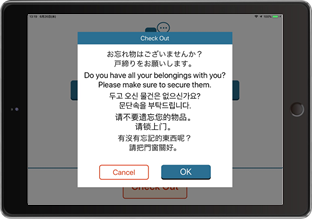 Check Out
お忘れ物はございませんか？
戸締りをお願いします。
Do you have all your belongings with you?
Please make sure to secure them.
두고 오신 물건은 없으신가요?
문단속을 부탁드립니다.
请不要遗忘您的物品。
请锁上门。
有沒有忘記的東西呢？
請把門窗關好。
Cancel
OK
Check Out